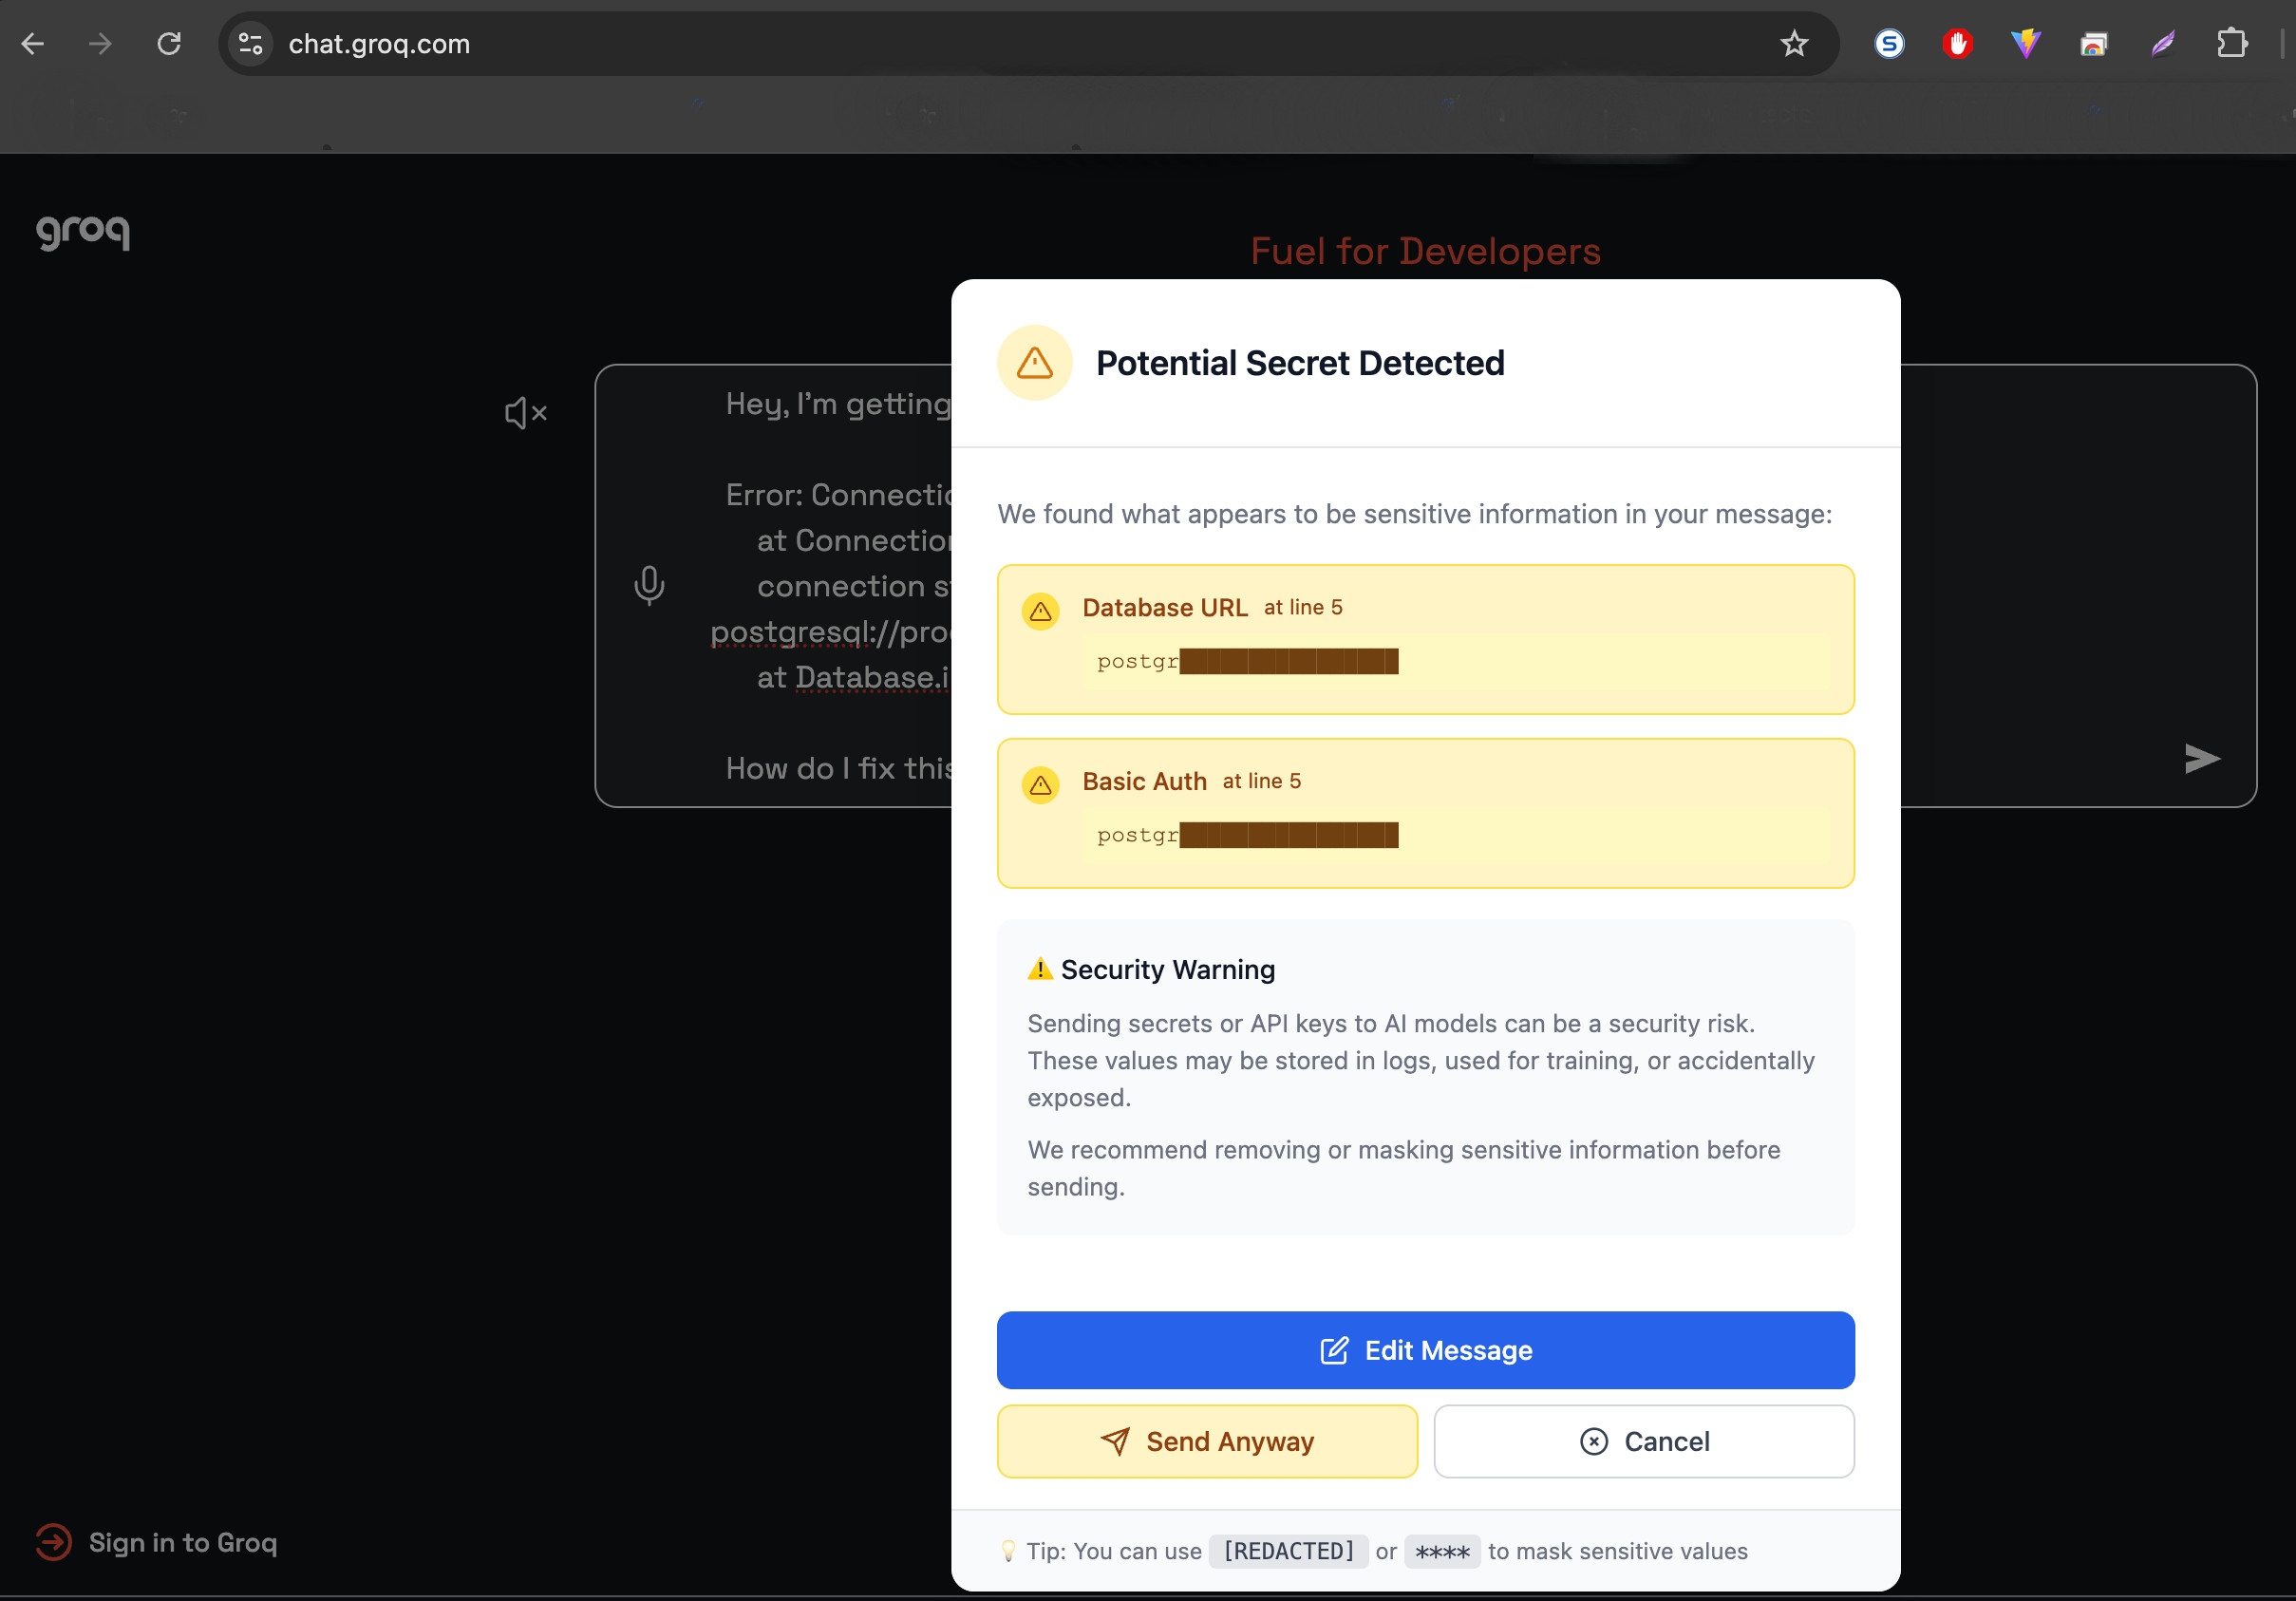 chat.groq.com
groq
Fuel for Developers
Hey, I'm getting
Error: Connectio
at Connection
connection s
postgresql://pro
at Database.i
How do I fix this
Potential Secret Detected
We found what appears to be sensitive information in your message:
Database URL at line 5
postgr
Basic Auth at line 5
postgr
Security Warning
Sending secrets or API keys to AI models can be a security risk.
These values may be stored in logs, used for training, or accidentally
exposed.
We recommend removing or masking sensitive information before
sending.
Edit Message
Send Anyway
Cancel
Tip: You can use [REDACTED] or **** to mask sensitive values
Sign in to Groq